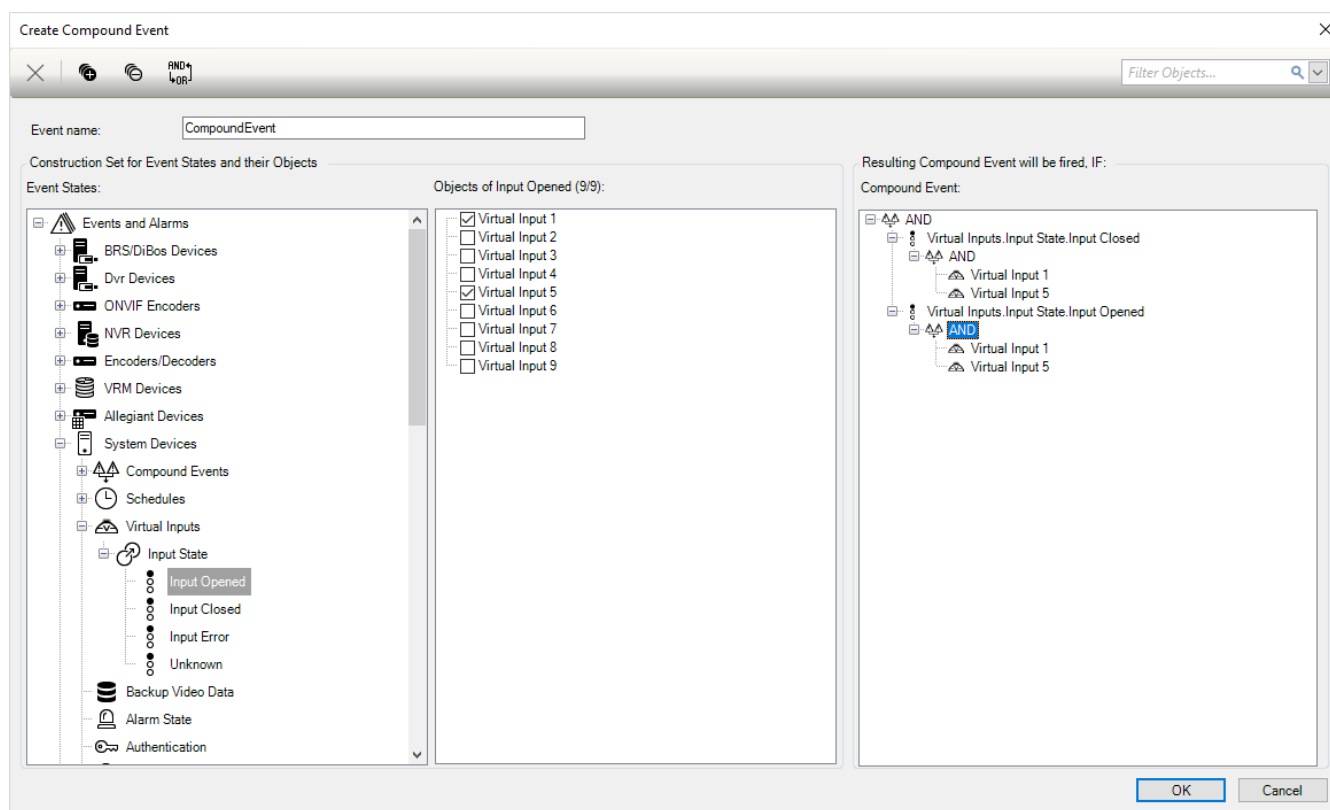 Create Compound Event
AND
OR
Filter Objects...
Event name:
CompoundEvent
Construction Set for Event States and their Objects
Event States:
Events and Alarms
BRS/DiBos Devices
Dvr Devices
ONVIF Encoders
NVR Devices
Encoders/Decoders
VRM Devices
Allegiant Devices
System Devices
Compound Events
Schedules
Virtual Inputs
Input State
Input Opened
Input Closed
Input Error
Unknown
Backup Video Data
Alarm State
Authentication
Objects of Input Opened (9/9):
Virtual Input 1
Virtual Input 2
Virtual Input 3
Virtual Input 4
Virtual Input 5
Virtual Input 6
Virtual Input 7
Virtual Input 8
Virtual Input 9
Resulting Compound Event will be fired, IF:
Compound Event:
AND
Virtual Inputs.Input State.Input Closed
AND
Virtual Input 1
Virtual Input 5
Virtual Inputs.Input State.Input Opened
AND
Virtual Input 1
Virtual Input 5
OK
Cancel